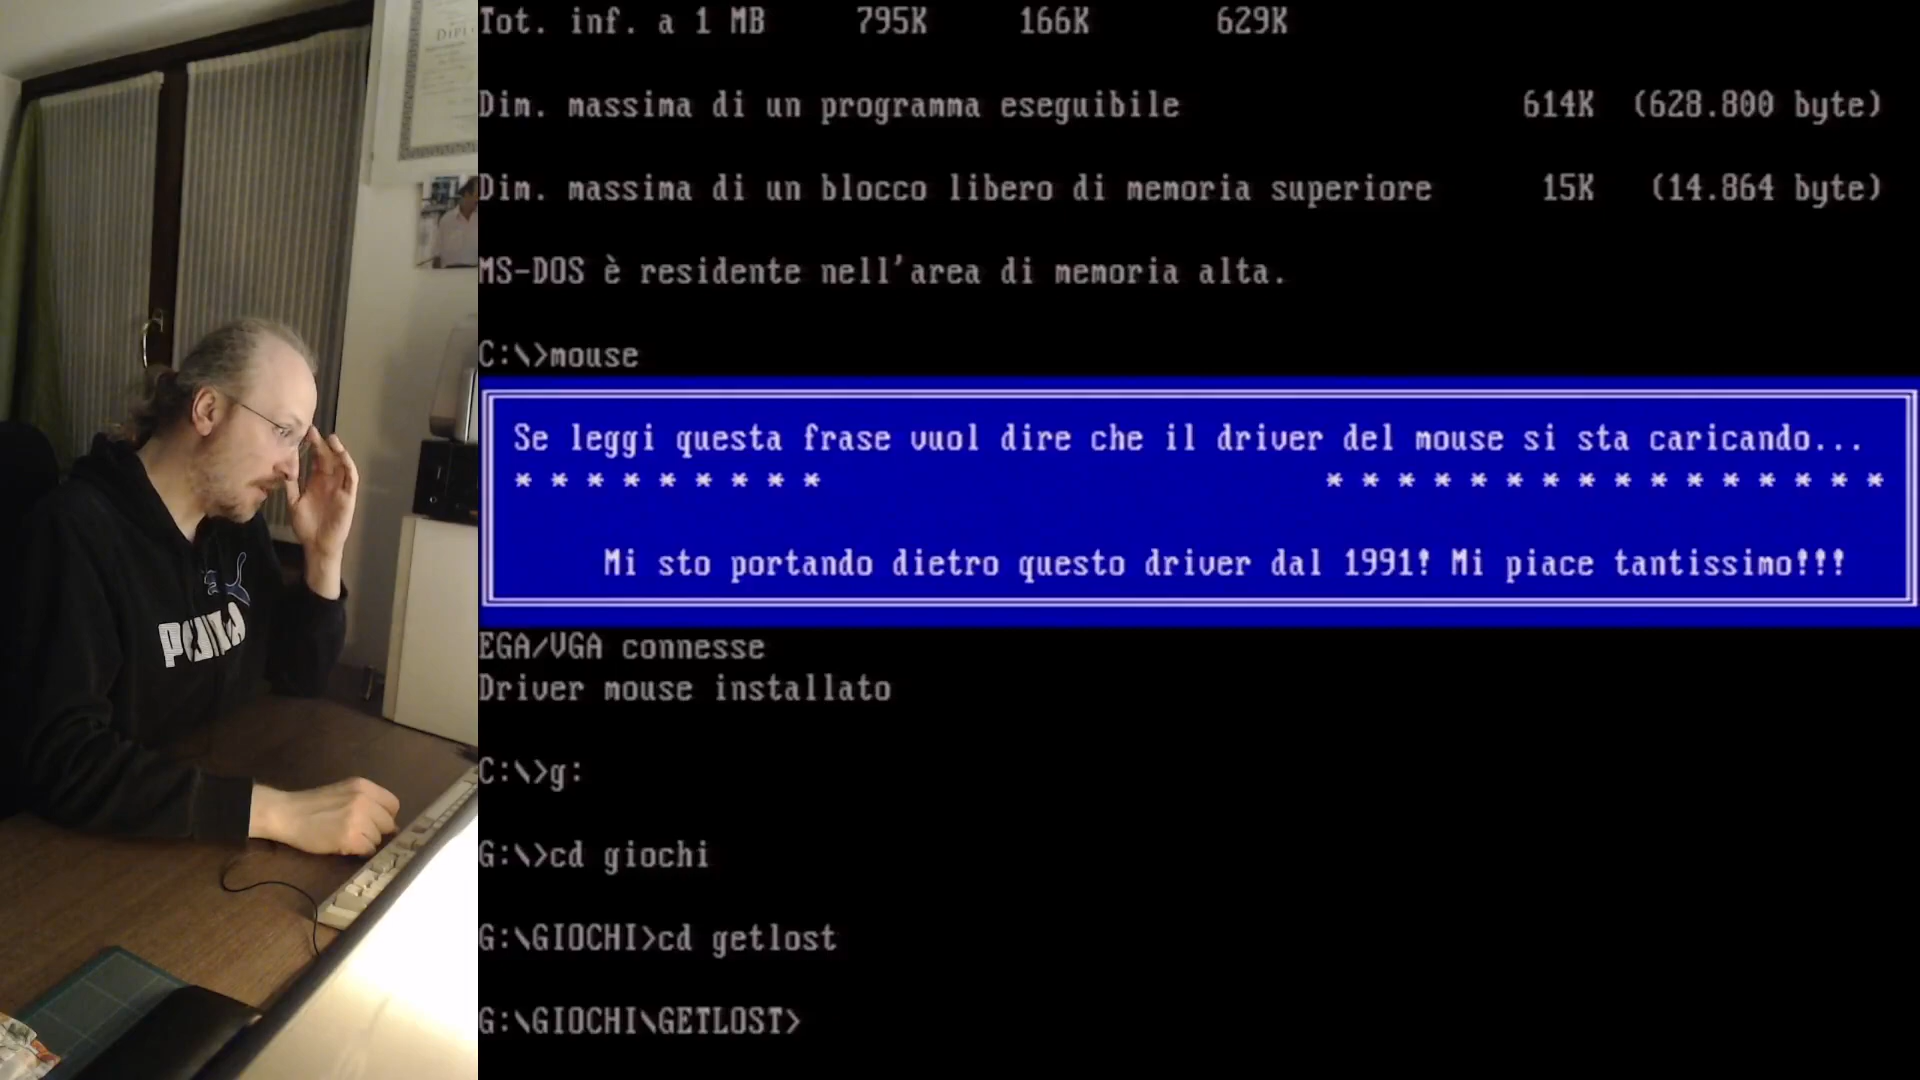 Tot. inf. a 1 MB 795K 166K 629K
Dim. massima di un programma eseguibile 614K (628.800 byte)
Dim. massima di un blocco libero di memoria superiore 15K (14.864 byte)
MS-DOS è residente nell'area di memoria alta.
C:\>mouse
Se leggi questa frase vuol dire che il driver del mouse si sta caricando...
* * * * * * * * * * * * * * * * * * * * * * * * *
Mi sto portando dietro questo driver dal 1991! Mi piace tantissimo!!!
EGA/VGA connesse
Driver mouse installato
C:\>g:
G:\>cd giochi
G:\GIOCHI>cd getlost
G:\GIOCHI\GETLOST>
PUMA